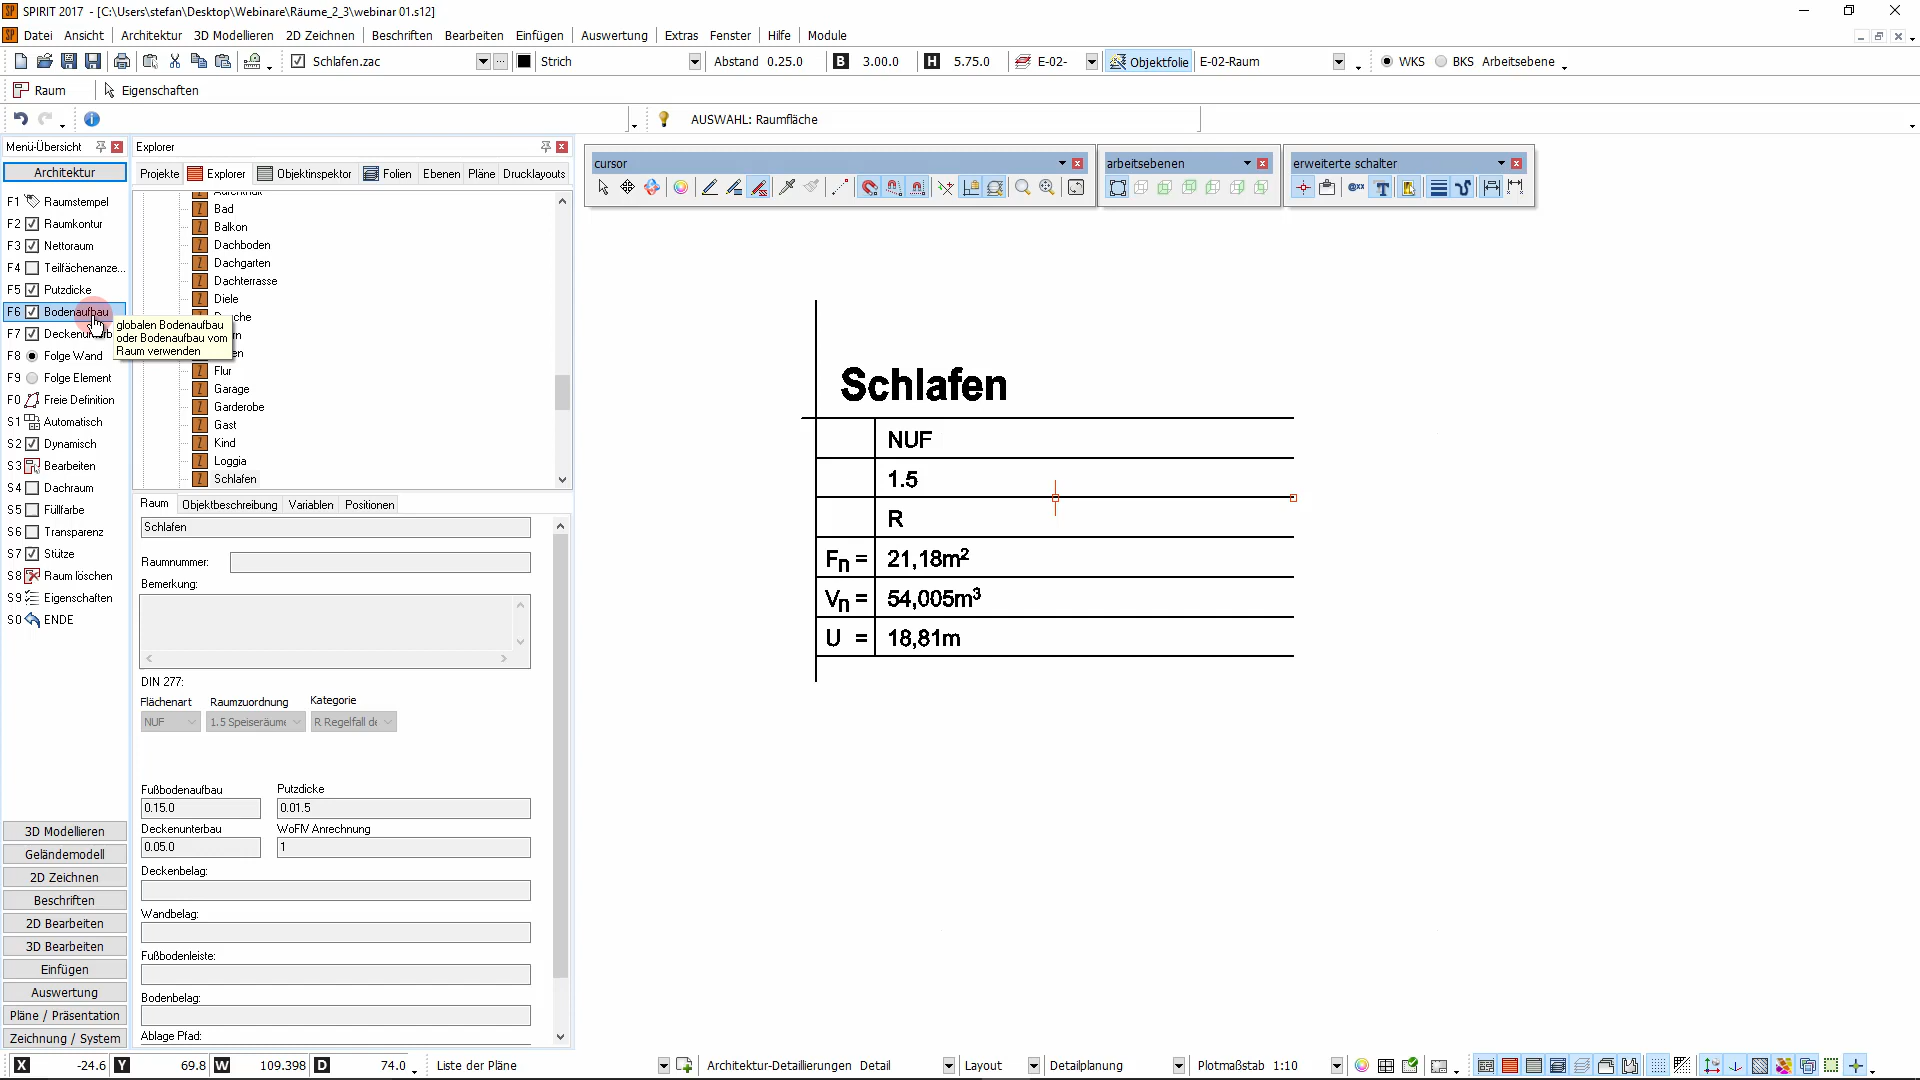 SPIRIT 2017 - [C:\Users\stefan\Desktop\Webinare\Räume_2_3\webinar 01.s12]
Datei Ansicht Architektur 3D Modellieren 2D Zeichnen Beschriften Bearbeiten Einfügen Auswertung Extras Fenster Hilfe Module
Schlafen.zac Strich Abstand 0.25.0 B 3.00.0 H 5.75.0 E-02- Objektfolie E-02-Raum WKS BKS Arbeitsebene
Raum Eigenschaften
AUSWAHL: Raumfläche
Menü-Übersicht
Architektur
F1 Raumstempel
F2 Raumkontur
F3 Nettoraum
F4 Teilfächenanze...
F5 Putzdicke
F6 Bodenaufbau
F7
F8 Folge Wand
F9 Folge Element
F0 Freie Definition
S1 Automatisch
S2 Dynamisch
S3 Bearbeiten
S4 Dachraum
S5 Füllfarbe
S6 Transparenz
S7 Stütze
S8 Raum löschen
S9 Eigenschaften
S0 ENDE
globalen Bodenaufbau
oder Bodenaufbau vom
Raum verwenden
3D Modellieren
Geländemodell
2D Zeichnen
Beschriften
2D Bearbeiten
3D Bearbeiten
Einfügen
Auswertung
Pläne / Präsentation
Zeichnung / System
Explorer
Projekte Explorer Objektinspektor Folien Ebenen Pläne Drucklayouts
Bad
Balkon
Dachboden
Dachgarten
Dachterrasse
Diele
Flur
Garage
Garderobe
Gast
Kind
Loggia
Schlafen
Raum Objektbeschreibung Variablen Positionen
Schlafen
Raumnummer:
Bemerkung:
DIN 277:
Flächenart Raumzuordnung Kategorie
NUF 1.5 Speiseräume R Regelfall de
Fußbodenaufbau Putzdicke
0.15.0 0.01.5
Deckenunterbau WoFlV Anrechnung
0.05.0 1
Deckenbelag:
Wandbelag:
Fußbodenleiste:
Bodenbelag:
Ablage Pfad:
cursor
arbeitsebenen
erweiterte schalter
Schlafen
NUF
1.5
R
Fn = 21,18m²
Vn = 54,005m³
U = 18,81m
X -24.6 Y 69.8 W 109.398 D 74.0 Liste der Pläne Architektur-Detaillierungen Detail Layout Detailplanung Plotmaßstab 1:10